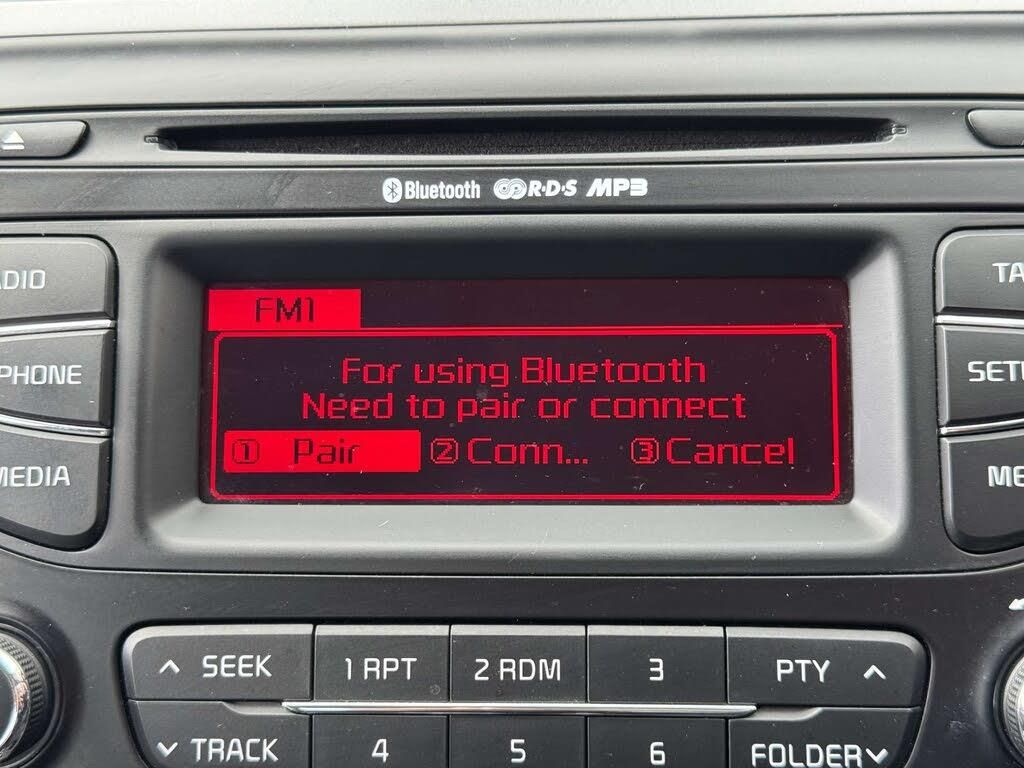 Bluetooth R·D·S MP3
PHONE
FM1
For using Bluetooth
Need to pair or connect
① Pair ② Conn... ③ Cancel
SEEK 1 RPT 2 RDM 3 PTY
TRACK 4 5 6 FOLDER